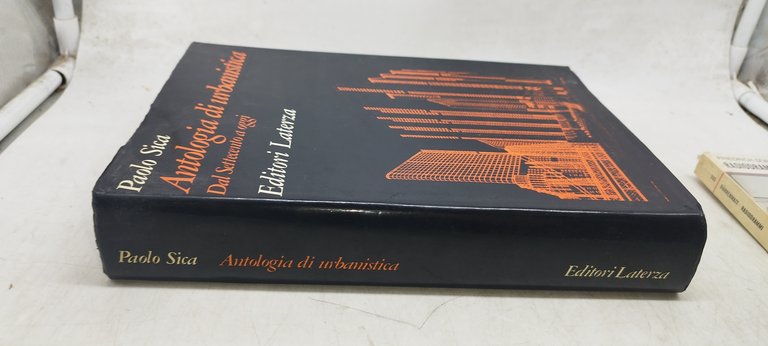 Paolo Sica
Antologia di urbanistica
Dal Settecento a oggi
Editori Laterza
Paolo Sica Antologia di urbanistica Editori Laterza